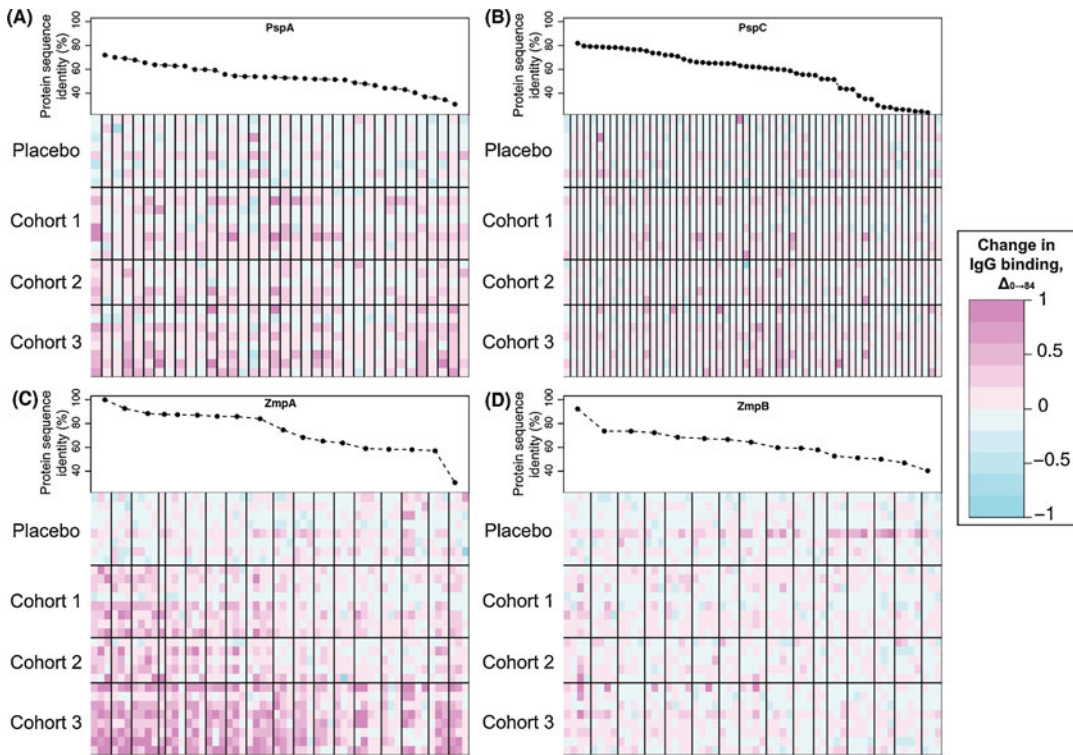 (A)
PspA
Protein sequence
identity (%)
100
80
60
40
Placebo
Cohort 1
Cohort 2
Cohort 3
(B)
PspC
Protein sequence
identity (%)
100
80
60
40
Placebo
Cohort 1
Cohort 2
Cohort 3
(C)
ZmpA
Protein sequence
identity (%)
100
80
60
40
Placebo
Cohort 1
Cohort 2
Cohort 3
(D)
ZmpB
Protein sequence
identity (%)
100
80
60
40
Placebo
Cohort 1
Cohort 2
Cohort 3
Change in
IgG binding,
Δ0→84
1
0.5
0
−0.5
−1